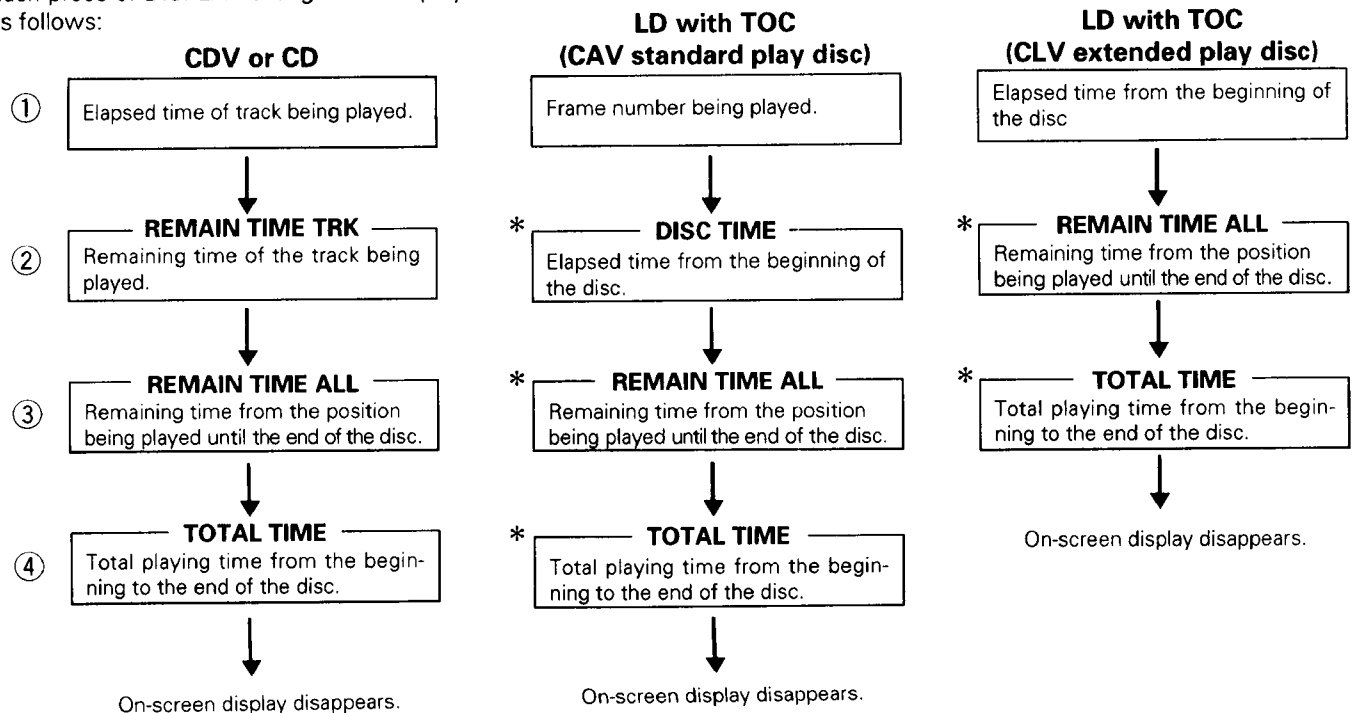 s follows:
CDV or CD
① Elapsed time of track being played.
REMAIN TIME TRK
② Remaining time of the track being
played.
REMAIN TIME ALL
③ Remaining time from the position
being played until the end of the disc.
TOTAL TIME
④ Total playing time from the begin-
ning to the end of the disc.
On-screen display disappears.
LD with TOC
(CAV standard play disc)
Frame number being played.
* DISC TIME
Elapsed time from the beginning of
the disc.
* REMAIN TIME ALL
Remaining time from the position
being played until the end of the disc.
* TOTAL TIME
Total playing time from the begin-
ning to the end of the disc.
On-screen display disappears.
LD with TOC
(CLV extended play disc)
Elapsed time from the beginning of
the disc
* REMAIN TIME ALL
Remaining time from the position
being played until the end of the disc.
* TOTAL TIME
Total playing time from the begin-
ning to the end of the disc.
On-screen display disappears.